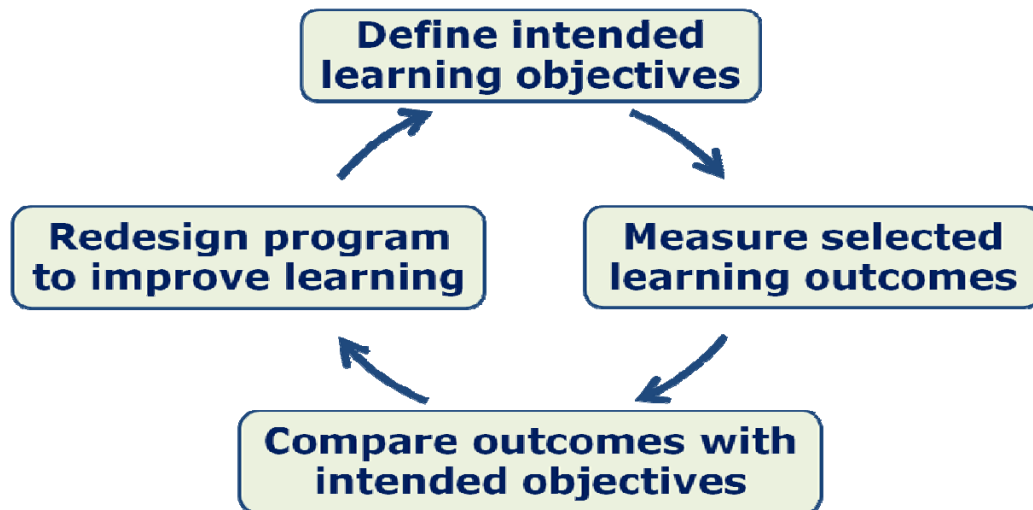 Define intended
learning objectives
Redesign program
to improve learning
Measure selected
learning outcomes
Compare outcomes with
intended objectives